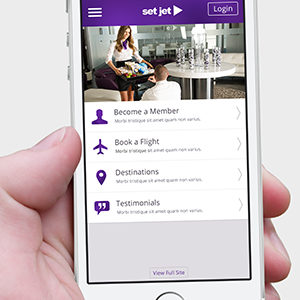 set jet
Login
Become a Member
Morbi tristique sit amet quam non varius.
Book a Flight
Morbi tristique sit amet quam non varius.
Destinations
Morbi tristique sit amet quam non varius.
Testimonials
Morbi tristique sit amet quam non varius.
View Full Site